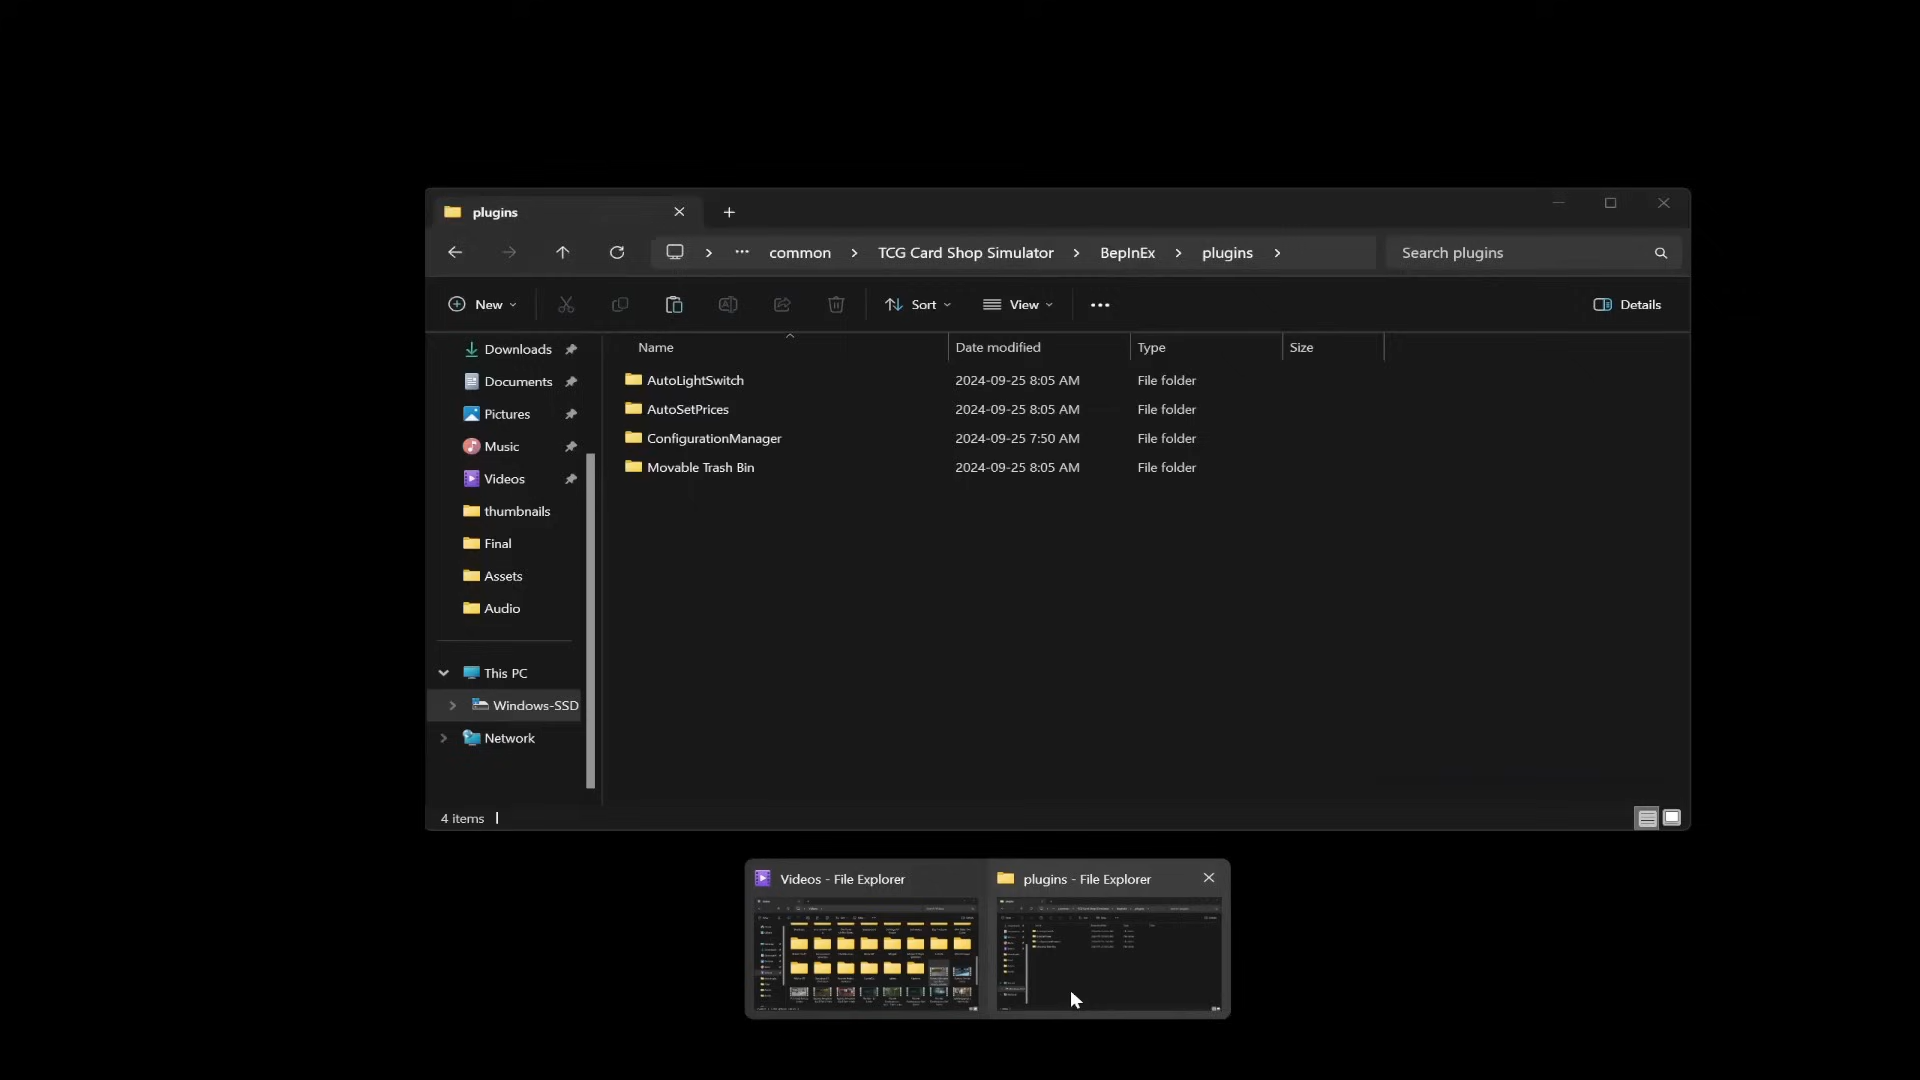 plugins
common
TCG Card Shop Simulator
BepInEx
plugins
Search plugins
New
Sort
View
Details
Name
Date modified
Type
Size
Downloads
Documents
Pictures
Music
Videos
thumbnails
Final
Assets
Audio
This PC
Windows-SSD
Network
AutoLightSwitch 2024-09-25 8:05 AM File folder
AutoSetPrices 2024-09-25 8:05 AM File folder
ConfigurationManager 2024-09-25 7:50 AM File folder
Movable Trash Bin 2024-09-25 8:05 AM File folder
4 items
Videos - File Explorer
plugins - File Explorer